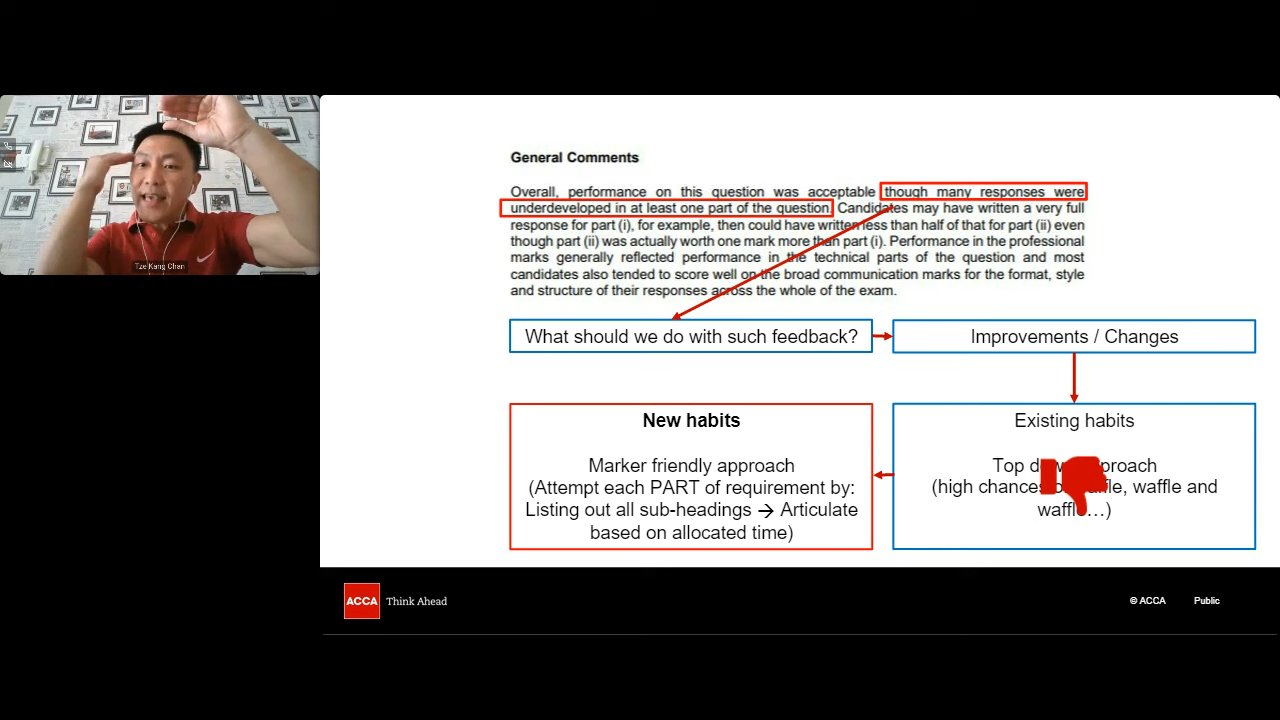 Tze Kang Chan
General Comments
Overall, performance on this question was acceptable though many responses were
underdeveloped in at least one part of the question. Candidates may have written a very full
response for part (i), for example, then could have written less than half of that for part (ii) even
though part (ii) was actually worth one mark more than part (i). Performance in the professional
marks generally reflected performance in the technical parts of the question and most
candidates also tended to score well on the broad communication marks for the format, style
and structure of their responses across the whole of the exam.
What should we do with such feedback?
Improvements / Changes
New habits
Marker friendly approach
(Attempt each PART of requirement by:
Listing out all sub-headings → Articulate
based on allocated time)
Existing habits
Top approach
(high chances waffle, waffle and
waffle…)
ACCA Think Ahead
© ACCA
Public